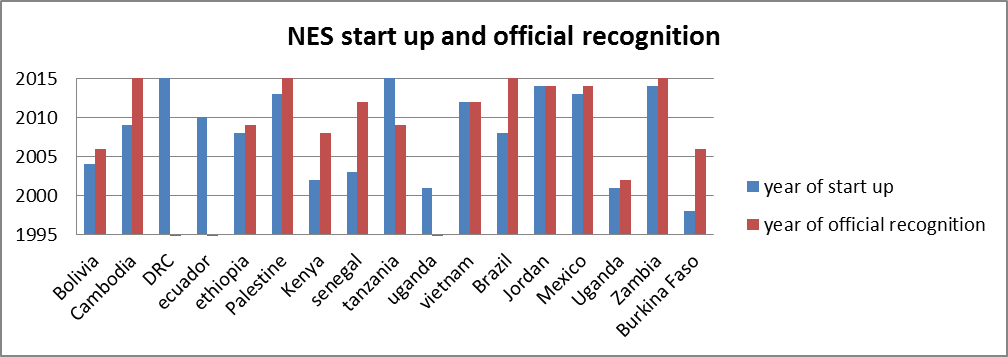 NES start up and official recognition
2015
2010
2005
2000
1995
Bolivia
Cambodia
DRC
ecuador
ethiopia
Palestine
Kenya
senegal
tanzania
uganda
vietnam
Brazil
Jordan
Mexico
Uganda
Zambia
Burkina Faso
year of start up
year of official recognition